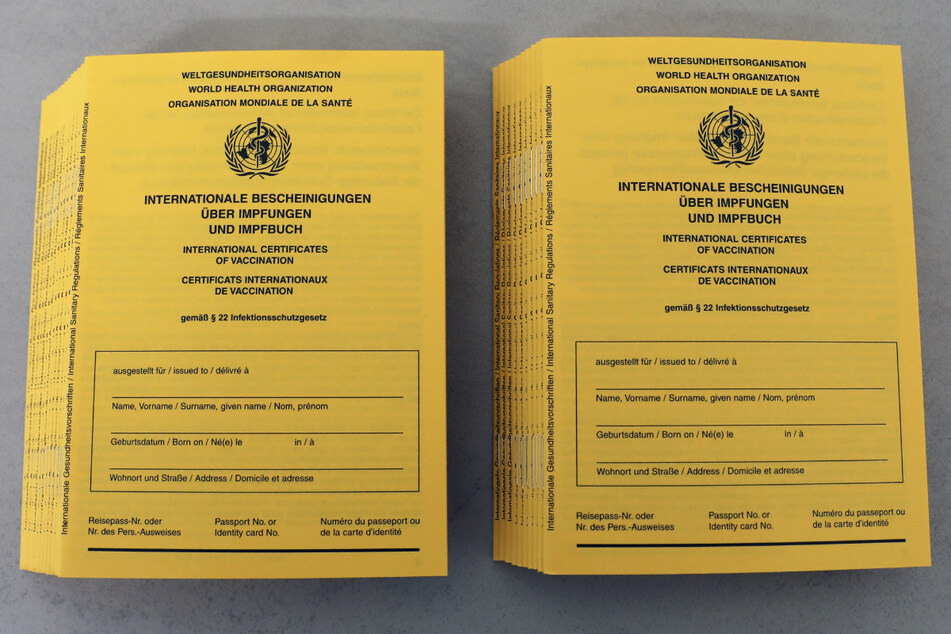 WELTGESUNDHEITSORGANISATION
WORLD HEALTH ORGANIZATION
ORGANISATION MONDIALE DE LA SANTÉ
INTERNATIONALE BESCHEINIGUNGEN
ÜBER IMPFUNGEN
UND IMPFBUCH
INTERNATIONAL CERTIFICATES
OF VACCINATION
CERTIFICATS INTERNATIONAUX
DE VACCINATION
gemäß § 22 Infektionsschutzgesetz
ausgestellt für / issued to / délivré à
Name, Vorname / Surname, given name / Nom, prénom
Geburtsdatum / Born on / Né(e) le in / à
Wohnort und Straße / Address / Domicile et adresse
Reisepass-Nr. oder Passport No. or Numéro du passeport ou
Nr. des Pers.-Ausweises Identity card No. de la carte d'identité
Internationale Gesundheitsvorschriften / International Sanitary Regulations / Règlements Sanitaires Internationaux
WELTGESUNDHEITSORGANISATION
WORLD HEALTH ORGANIZATION
ORGANISATION MONDIALE DE LA SANTÉ
INTERNATIONALE BESCHEINIGUNGEN
ÜBER IMPFUNGEN
UND IMPFBUCH
INTERNATIONAL CERTIFICATES
OF VACCINATION
CERTIFICATS INTERNATIONAUX
DE VACCINATION
gemäß § 22 Infektionsschutzgesetz
ausgestellt für / issued to / délivré à
Name, Vorname / Surname, given name / Nom, prénom
Geburtsdatum / Born on / Né(e) le in / à
Wohnort und Straße / Address / Domicile et adresse
Reisepass-Nr. oder Passport No. or Numéro du passeport ou
Nr. des Pers.-Ausweises Identity card No. de la carte d'identité
Internationale Gesundheitsvorschriften / International Sanitary Regulations / Règlements Sanitaires Internationaux